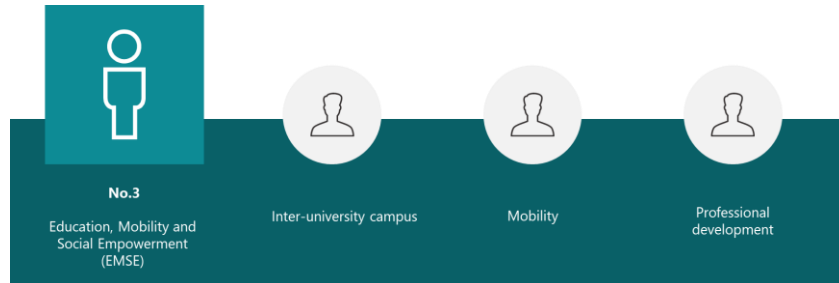 No.3
Education, Mobility and
Social Empowerment
(EMSE)
Inter-university campus
Mobility
Professional
development